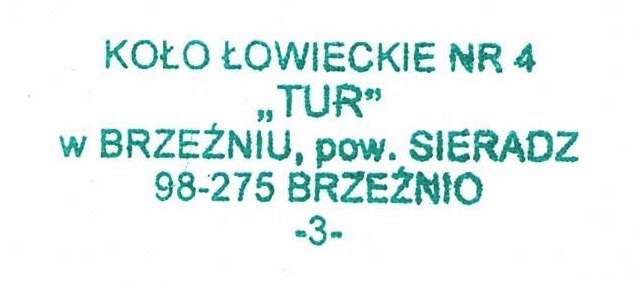 KOŁO ŁOWIECKIE NR 4
„TUR”
w BRZEŹNIU, pow. SIERADZ
98-275 BRZEŹNIO
-3-